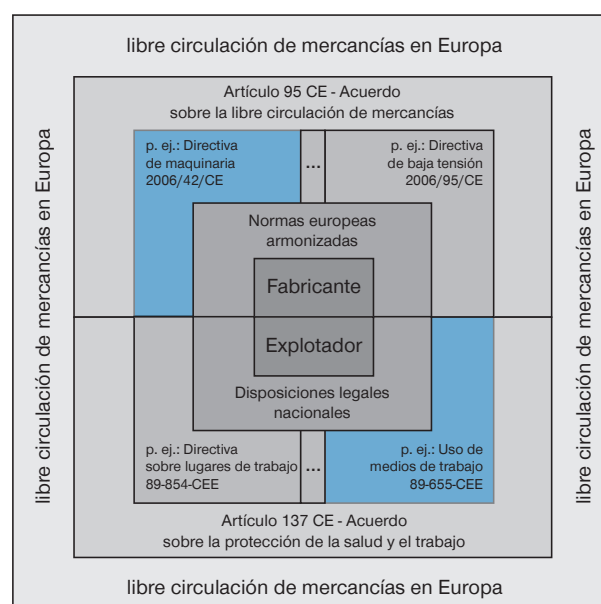 libre circulación de mercancías en Europa
libre circulación de mercancías en Europa
libre circulación de mercancías en Europa
Artículo 95 CE - Acuerdo
sobre la libre circulación de mercancías
p. ej.: Directiva
de maquinaria
2006/42/CE
...
p. ej.: Directiva
de baja tensión
2006/95/CE
Normas europeas
armonizadas
Fabricante
Explotador
Disposiciones legales
nacionales
p. ej.: Directiva
sobre lugares de trabajo
89-854-CEE
...
p. ej.: Uso de
medios de trabajo
89-655-CEE
Artículo 137 CE - Acuerdo
sobre la protección de la salud y el trabajo
libre circulación de mercancías en Europa